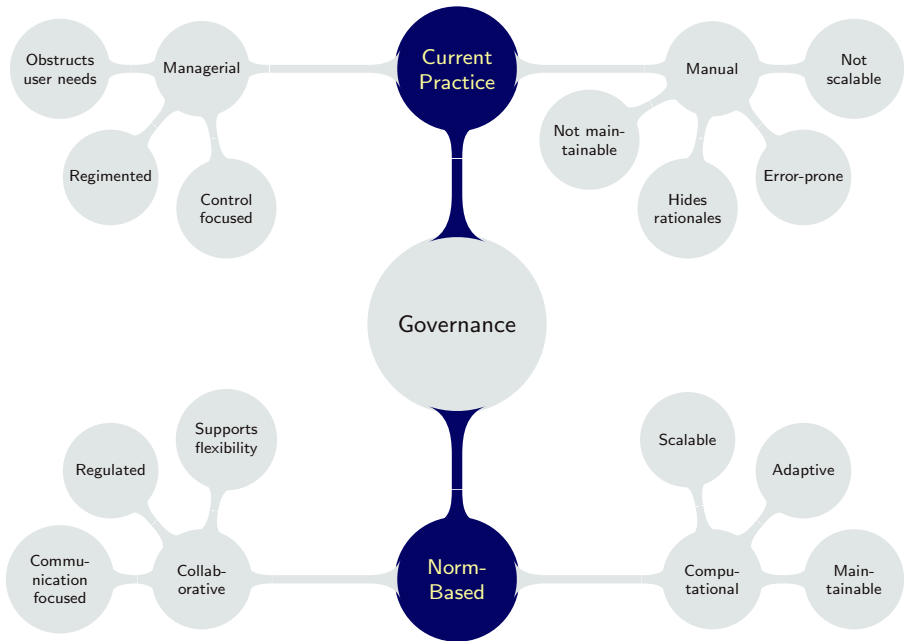 Obstructs
user needs
Managerial
Current
Practice
Manual
Not
scalable
Not main-
tainable
Regimented
Control
focused
Hides
rationales
Error-prone
Governance
Supports
flexibility
Regulated
Scalable
Adaptive
Commu-
nication
focused
Collab-
orative
Norm-
Based
Compu-
tational
Main-
tainable